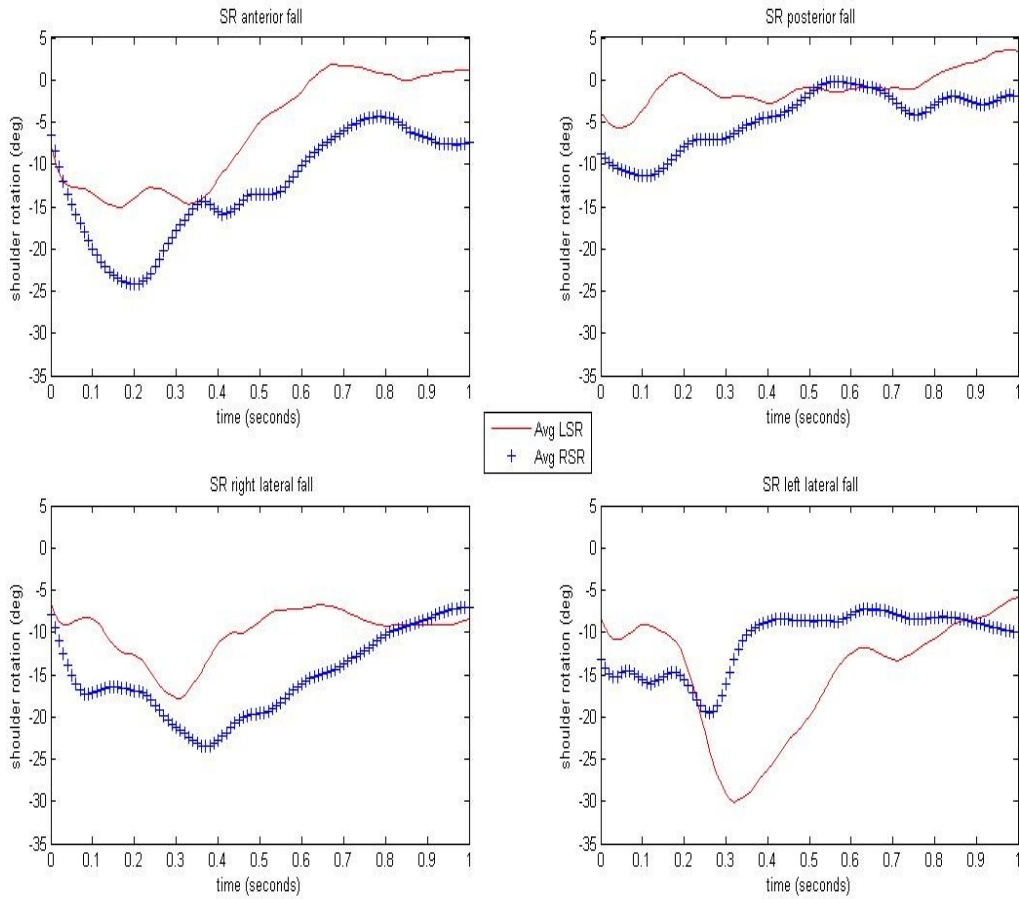 SR anterior fall
5
0
-5
-10
-15
-20
-25
-30
-35
shoulder rotation (deg)
0 0.1 0.2 0.3 0.4 0.5 0.6 0.7 0.8 0.9 1
time (seconds)
SR posterior fall
5
0
-5
-10
-15
-20
-25
-30
-35
shoulder rotation (deg)
0 0.1 0.2 0.3 0.4 0.5 0.6 0.7 0.8 0.9 1
time (seconds)
Avg LSR
Avg RSR
SR right lateral fall
5
0
-5
-10
-15
-20
-25
-30
-35
shoulder rotation (deg)
0 0.1 0.2 0.3 0.4 0.5 0.6 0.7 0.8 0.9 1
time (seconds)
SR left lateral fall
5
0
-5
-10
-15
-20
-25
-30
-35
shoulder rotation (deg)
0 0.1 0.2 0.3 0.4 0.5 0.6 0.7 0.8 0.9 1
time (seconds)